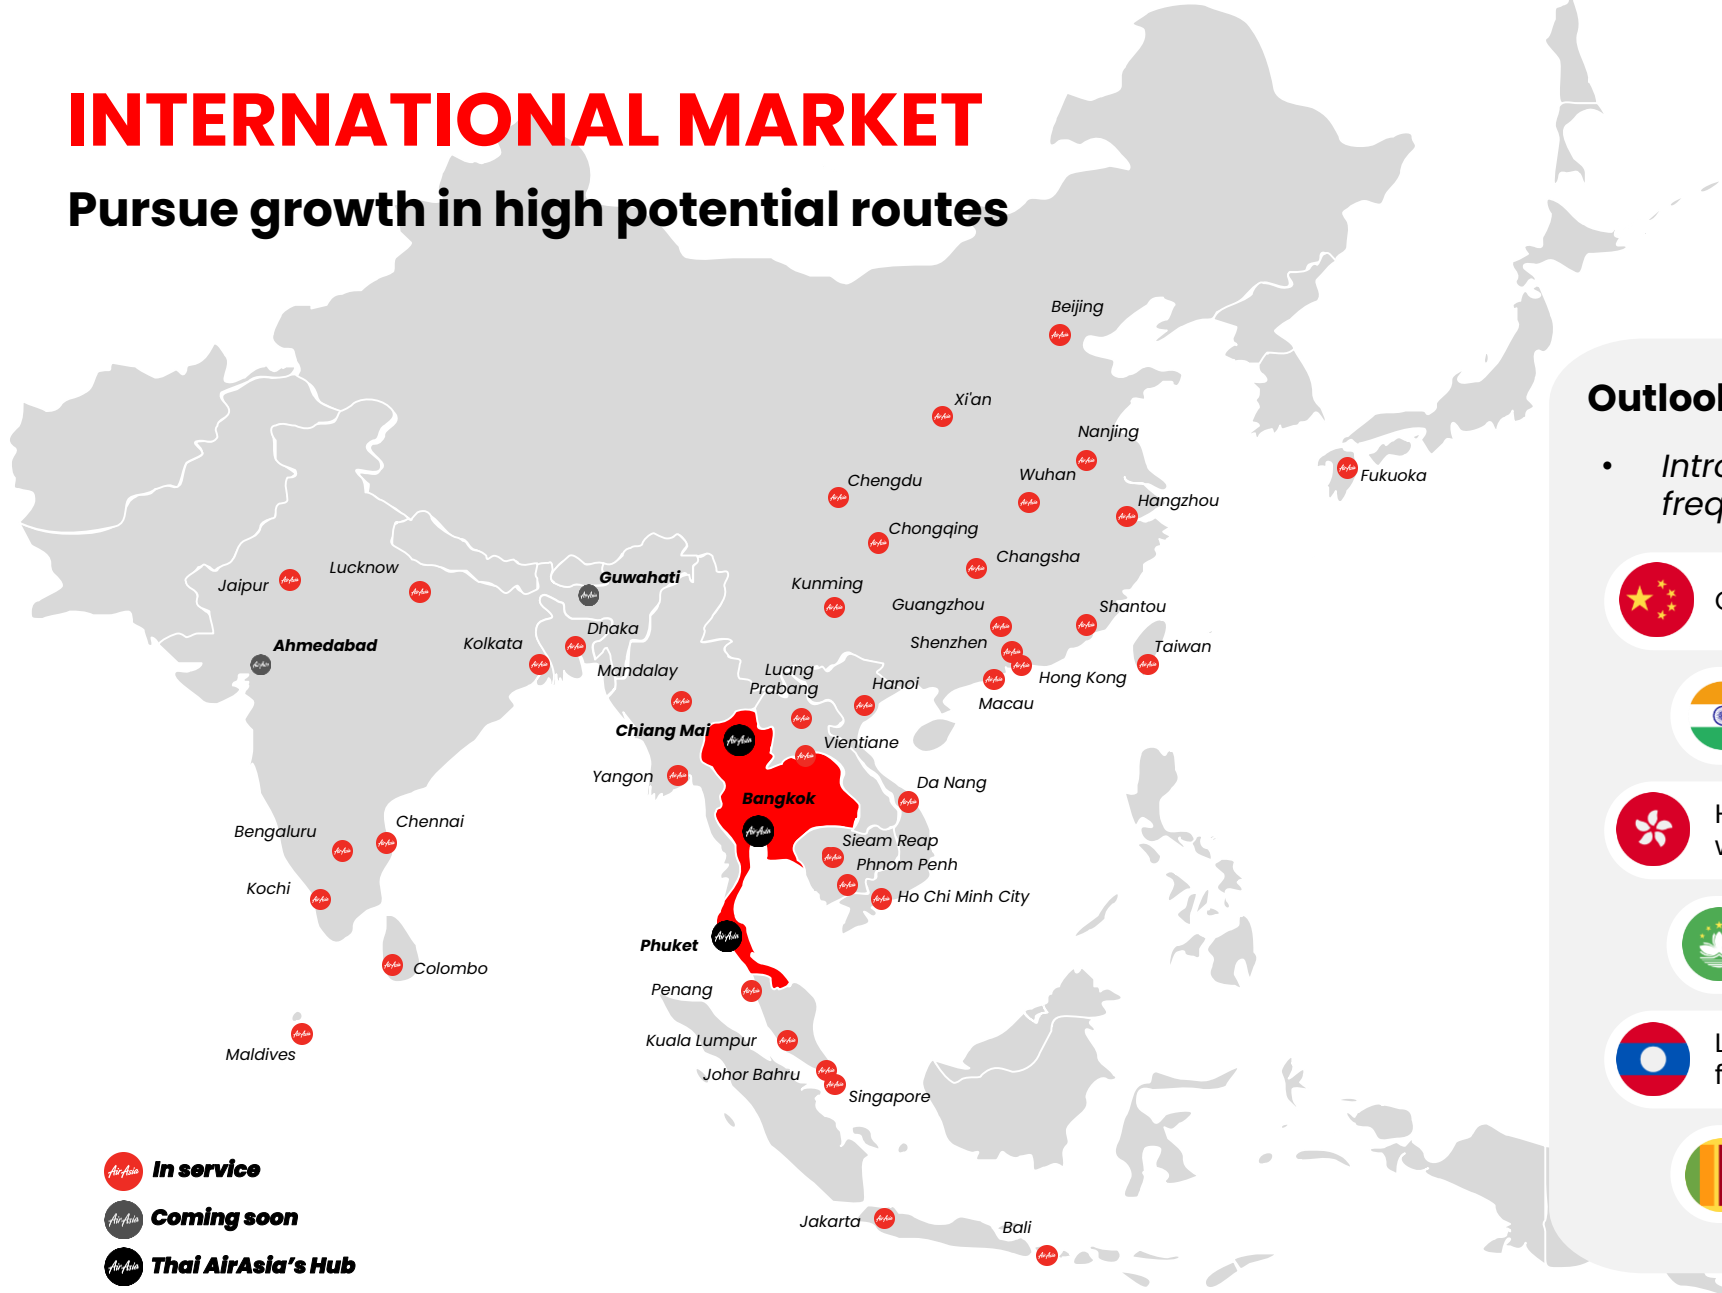 INTERNATIONAL MARKET
Pursue growth in high potential routes
Beijing
Xi'an
Nanjing
Wuhan
Chengdu
Hangzhou
Fukuoka
Chongqing
Changsha
Lucknow
Jaipur
Guwahati
Kunming
Guangzhou
Shantou
Dhaka
Kolkata
Ahmedabad
Shenzhen
Taiwan
Mandalay
Luang
Prabang
Hanoi
Hong Kong
Macau
Chiang Mai
Vientiane
Yangon
Da Nang
Bangkok
Bengaluru
Chennai
Sieam Reap
Phnom Penh
Kochi
Ho Chi Minh City
Phuket
Colombo
Penang
Maldives
Kuala Lumpur
Johor Bahru
Singapore
Jakarta
Bali
AirAsia In service
AirAsia Coming soon
AirAsia Thai AirAsia’s Hub